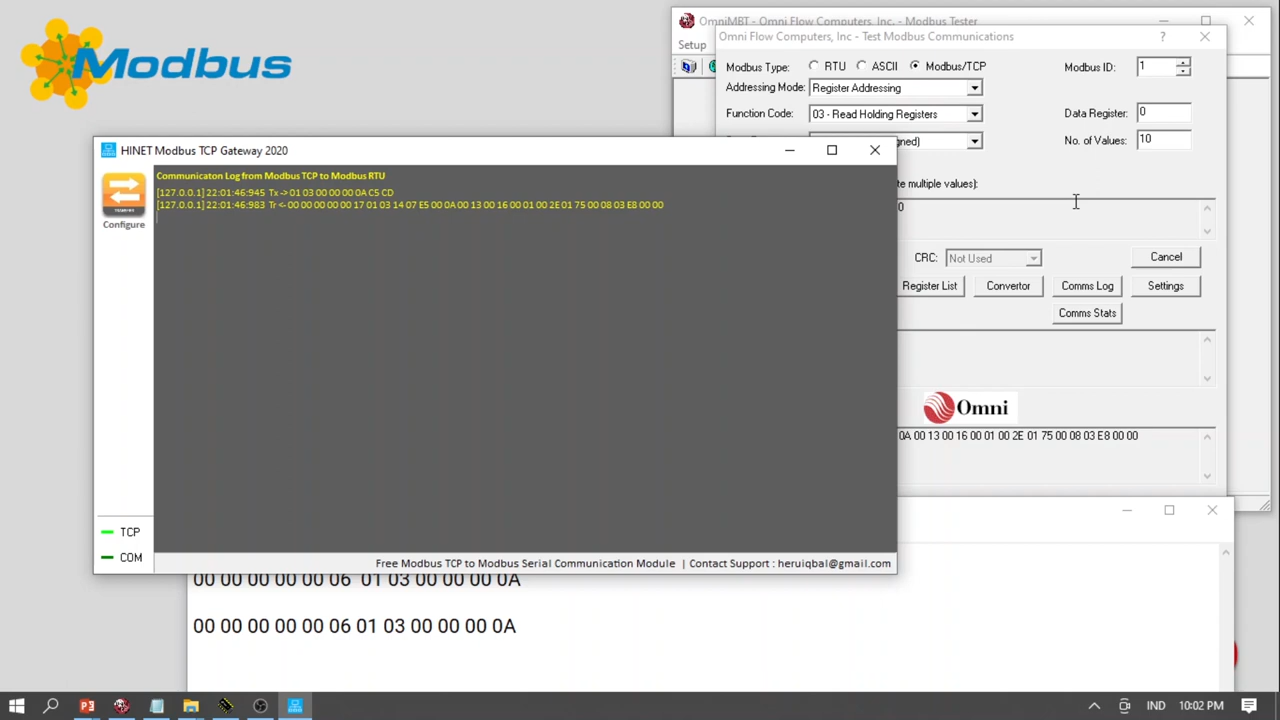 Modbus
OmniMBT - Omni Flow Computers, Inc. - Modbus Tester
Setup
Omni Flow Computers, Inc - Test Modbus Communications
Modbus Type: RTU ASCII Modbus/TCP
Modbus ID: 1
Addressing Mode: Register Addressing
Function Code: 03 - Read Holding Registers
Data Register: 0
gned)
No. of Values: 10
te multiple values):
0
CRC: Not Used
Cancel
Register List
Convertor
Comms Log
Settings
Comms Stats
Omni
0A 00 13 00 16 00 01 00 2E 01 75 00 08 03 E8 00 00
HINET Modbus TCP Gateway 2020
Configure
Communicaton Log from Modbus TCP to Modbus RTU
[127.0.0.1] 22:01:46:945 Tx -> 01 03 00 00 00 0A C5 CD
[127.0.0.1] 22:01:46:983 Tr <- 00 00 00 00 00 17 01 03 14 07 E5 00 0A 00 13 00 16 00 01 00 2E 01 75 00 08 03 E8 00 00
TCP
COM
Free Modbus TCP to Modbus Serial Communication Module | Contact Support : heruiqbal@gmail.com
00 00 00 00 00 06 01 03 00 00 00 0A
00 00 00 00 00 06 01 03 00 00 00 0A
IND
10:02 PM